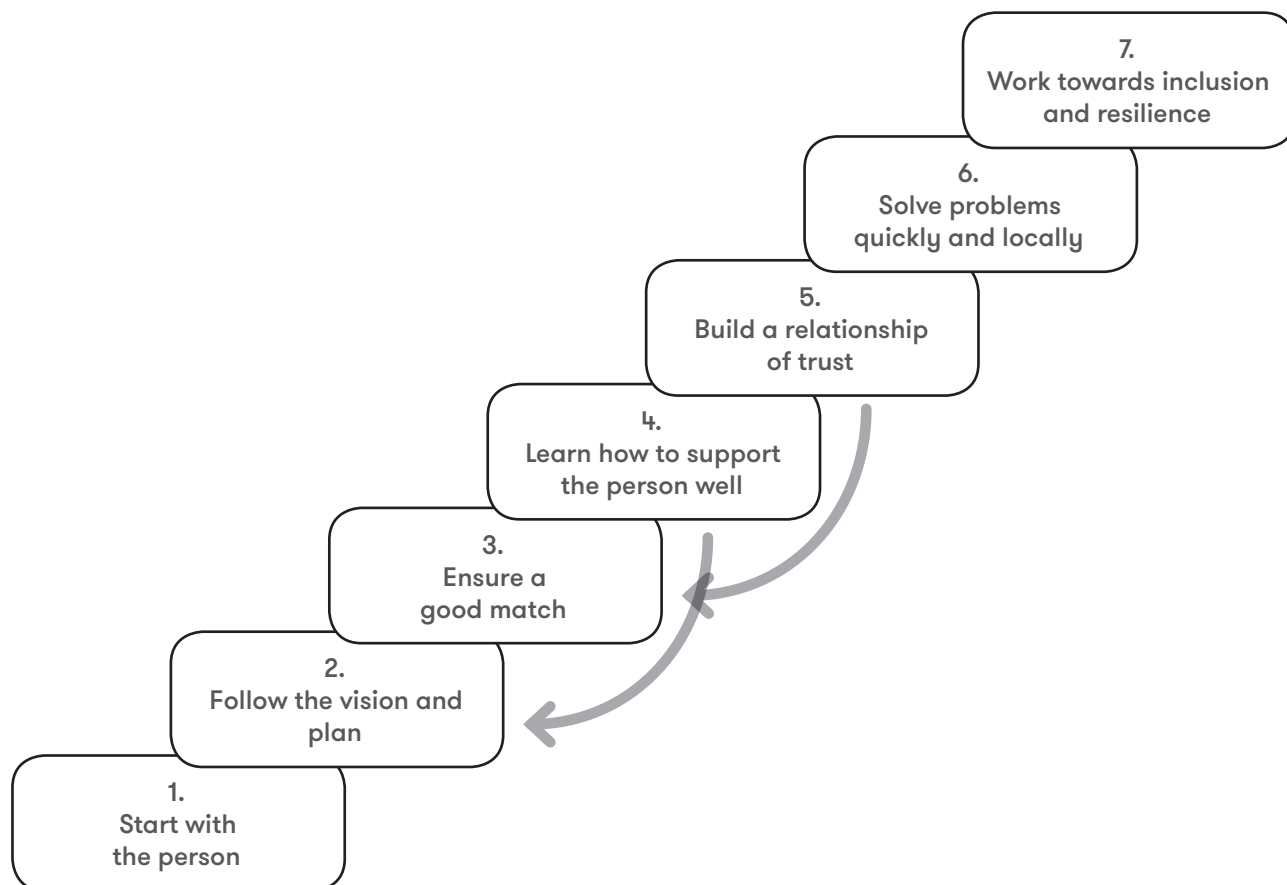 7.
Work towards inclusion
and resilience
6.
Solve problems
quickly and locally
5.
Build a relationship
of trust
4.
Learn how to support
the person well
3.
Ensure a
good match
2.
Follow the vision and
plan
1.
Start with
the person